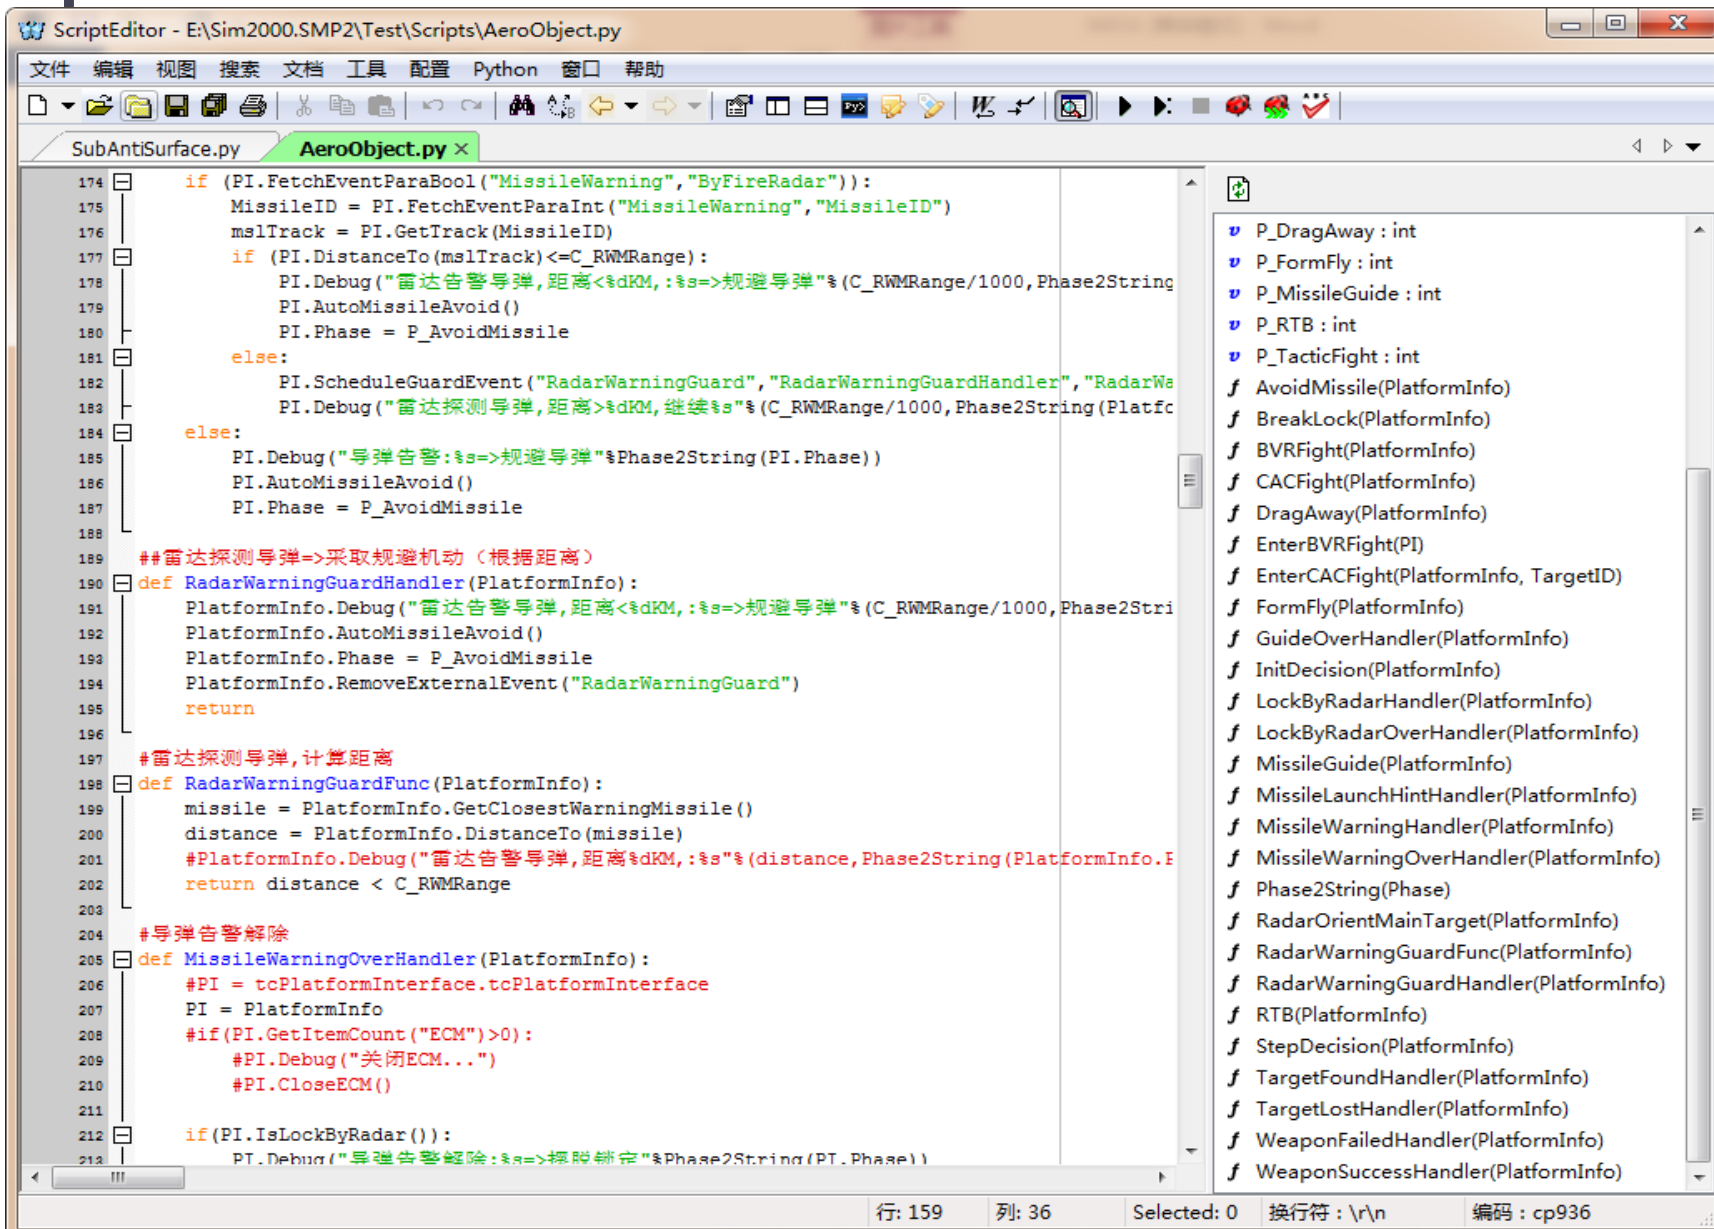 ScriptEditor - E:\Sim2000.SMP2\Test\Scripts\AeroObject.py
文件 编辑 视图 搜索 文档 工具 配置 Python 窗口 帮助
SubAntiSurface.py AeroObject.py
174 if (PI.FetchEventParaBool("MissileWarning","ByFireRadar")):
175 MissileID = PI.FetchEventParaInt("MissileWarning","MissileID")
176 mslTrack = PI.GetTrack(MissileID)
177 if (PI.DistanceTo(mslTrack)<=C_RWMRange):
178 PI.Debug("雷达告警导弹,距离<%dKM,:%s=>规避导弹"%(C_RWMRange/1000,Phase2String
179 PI.AutoMissileAvoid()
180 PI.Phase = P_AvoidMissile
181 else:
182 PI.ScheduleGuardEvent("RadarWarningGuard","RadarWarningGuardHandler","RadarWa
183 PI.Debug("雷达探测导弹,距离>%dKM,继续%s"%(C_RWMRange/1000,Phase2String(Platfo
184 else:
185 PI.Debug("导弹告警:%s=>规避导弹"%Phase2String(PI.Phase))
186 PI.AutoMissileAvoid()
187 PI.Phase = P_AvoidMissile
188
189 ##雷达探测导弹=>采取规避机动（根据距离）
190 def RadarWarningGuardHandler(PlatformInfo):
191 PlatformInfo.Debug("雷达告警导弹,距离<%dKM,:%s=>规避导弹"%(C_RWMRange/1000,Phase2Stri
192 PlatformInfo.AutoMissileAvoid()
193 PlatformInfo.Phase = P_AvoidMissile
194 PlatformInfo.RemoveExternalEvent("RadarWarningGuard")
195 return
196
197 #雷达探测导弹,计算距离
198 def RadarWarningGuardFunc(PlatformInfo):
199 missile = PlatformInfo.GetClosestWarningMissile()
200 distance = PlatformInfo.DistanceTo(missile)
201 #PlatformInfo.Debug("雷达告警导弹,距离%dKM,:%s"%(distance,Phase2String(PlatformInfo.P
202 return distance < C_RWMRange
203
204 #导弹告警解除
205 def MissileWarningOverHandler(PlatformInfo):
206 #PI = tcPlatformInterface.tcPlatformInterface
207 PI = PlatformInfo
208 #if(PI.GetItemCount("ECM")>0):
209 #PI.Debug("关闭ECM...")
210 #PI.CloseECM()
211
212 if(PI.IsLockByRadar()):
213 PI.Debug("导弹告警解除:%s=>摆脱锁定"%Phase2String(PI.Phase))
P_DragAway : int
P_FormFly : int
P_MissileGuide : int
P_RTB : int
P_TacticFight : int
AvoidMissile(PlatformInfo)
BreakLock(PlatformInfo)
BVRFight(PlatformInfo)
CACFight(PlatformInfo)
DragAway(PlatformInfo)
EnterBVRFight(PI)
EnterCACFight(PlatformInfo, TargetID)
FormFly(PlatformInfo)
GuideOverHandler(PlatformInfo)
InitDecision(PlatformInfo)
LockByRadarHandler(PlatformInfo)
LockByRadarOverHandler(PlatformInfo)
MissileGuide(PlatformInfo)
MissileLaunchHintHandler(PlatformInfo)
MissileWarningHandler(PlatformInfo)
MissileWarningOverHandler(PlatformInfo)
Phase2String(Phase)
RadarOrientMainTarget(PlatformInfo)
RadarWarningGuardFunc(PlatformInfo)
RadarWarningGuardHandler(PlatformInfo)
RTB(PlatformInfo)
StepDecision(PlatformInfo)
TargetFoundHandler(PlatformInfo)
TargetLostHandler(PlatformInfo)
WeaponFailedHandler(PlatformInfo)
WeaponSuccessHandler(PlatformInfo)
行: 159 列: 36 Selected: 0 换行符 : \r\n 编码 : cp936